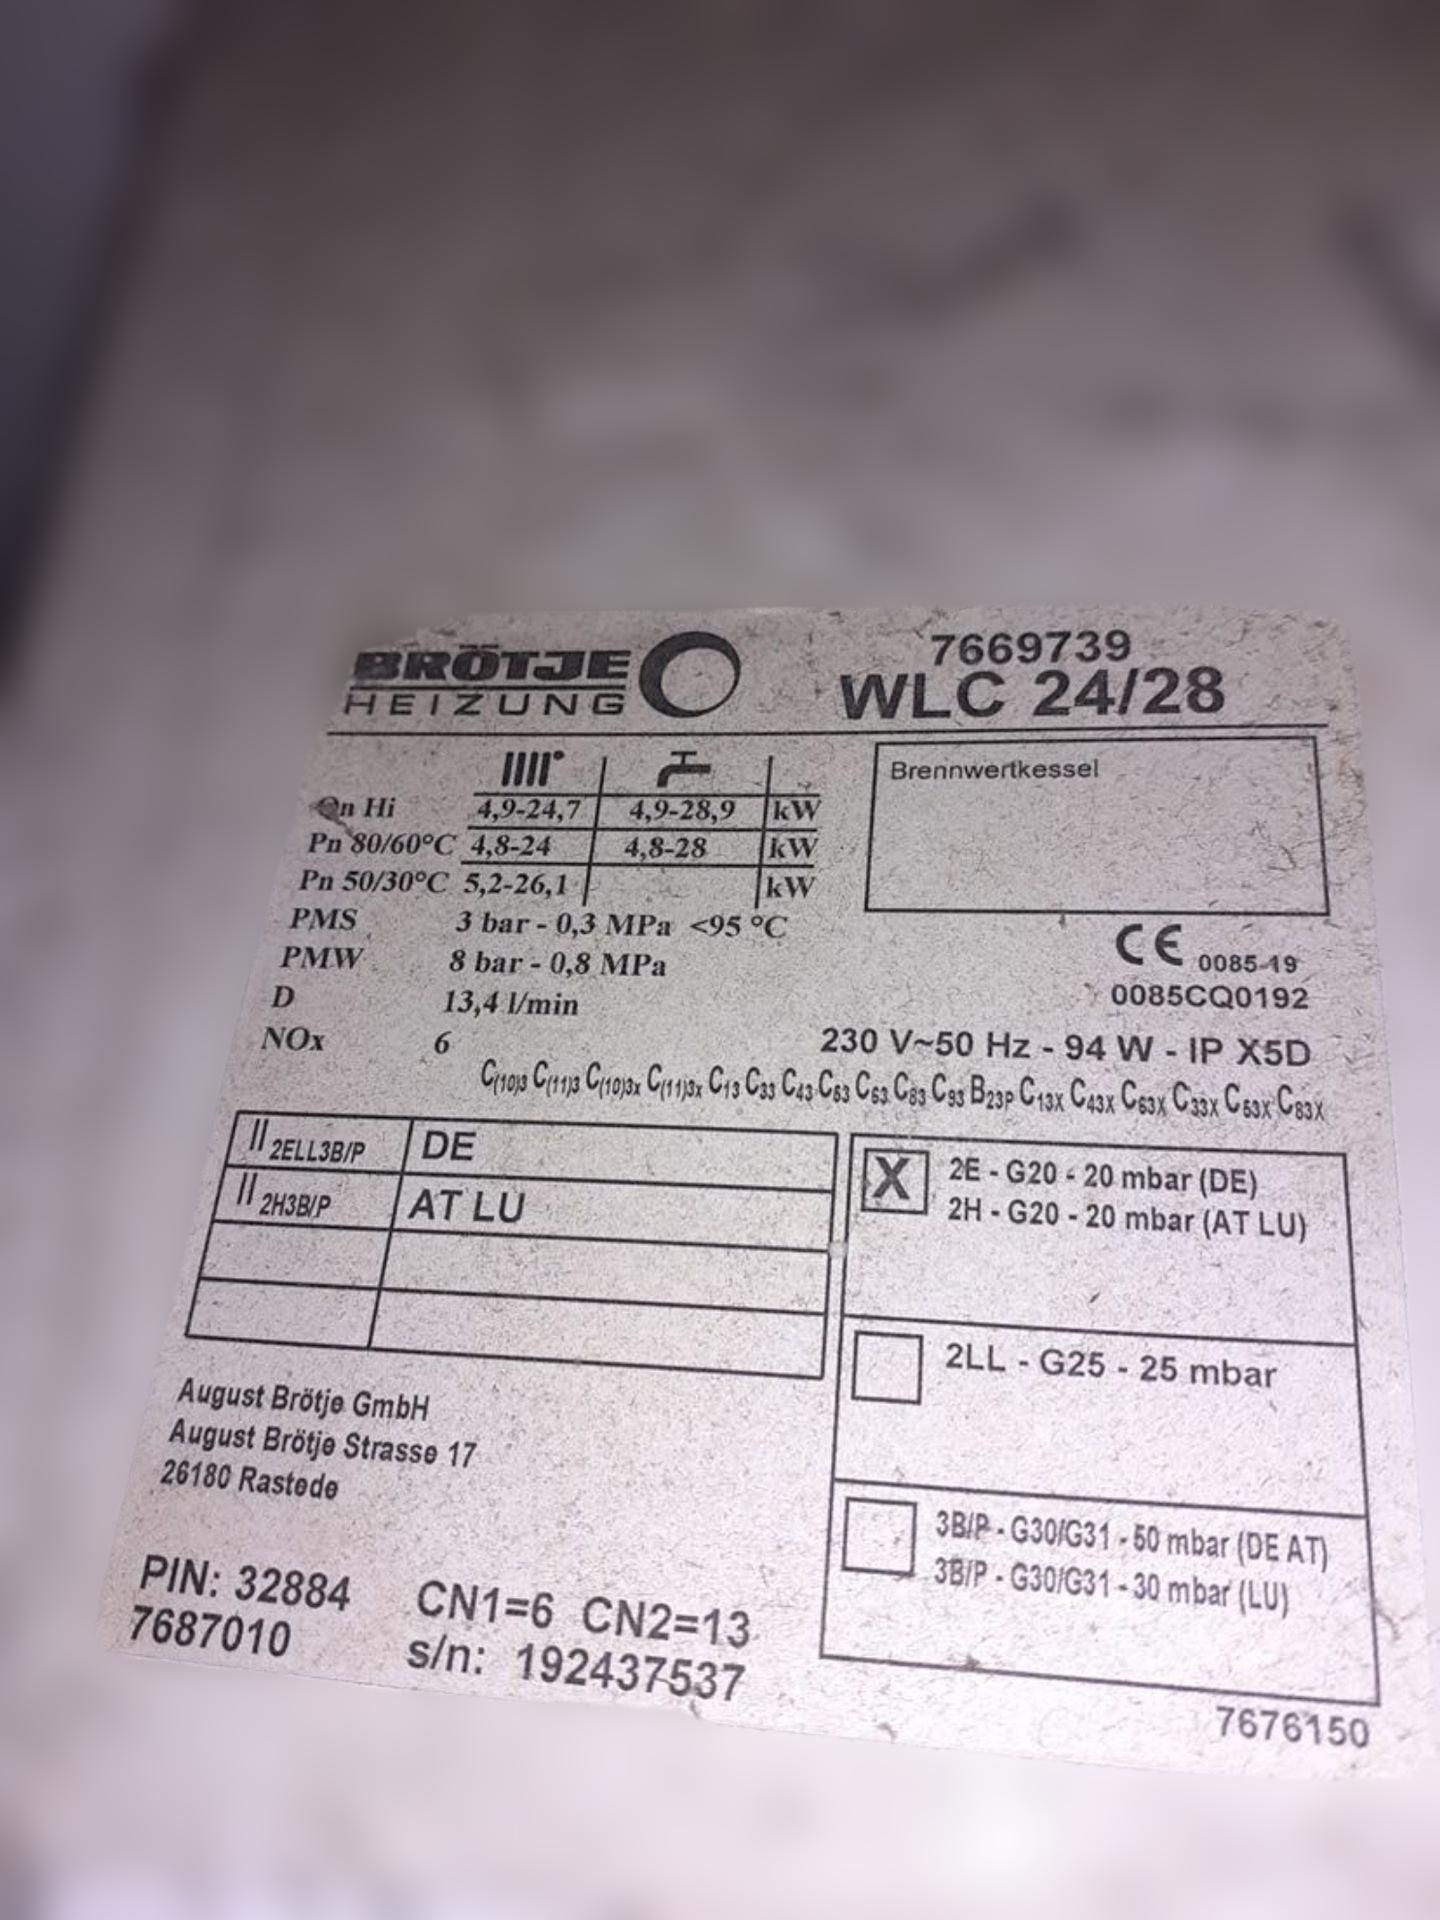 BRÖTJE
HEIZUNG
7669739
WLC 24/28
Brennwertkessel
Qn Hi 4,9-24,7 4,9-28,9 kW
Pn 80/60°C 4,8-24 4,8-28 kW
Pn 50/30°C 5,2-26,1 kW
PMS 3 bar - 0,3 MPa <95 °C
PMW 8 bar - 0,8 MPa
D 13,4 l/min
NOx 6
CE 0085-19
0085CQ0192
230 V~50 Hz - 94 W - IP X5D
C(10)3 C(11)3 C(10)3x C(11)3x C13 C33 C43 C53 C63 C83 C93 B23P C13X C43X C63X C33X C53X C83X
II 2ELL3B/P DE
II 2H3B/P AT LU
X 2E - G20 - 20 mbar (DE)
2H - G20 - 20 mbar (AT LU)
2LL - G25 - 25 mbar
3B/P - G30/G31 - 50 mbar (DE AT)
3B/P - G30/G31 - 30 mbar (LU)
August Brötje GmbH
August Brötje Strasse 17
26180 Rastede
PIN: 32884 CN1=6 CN2=13
7687010 s/n: 192437537
7676150